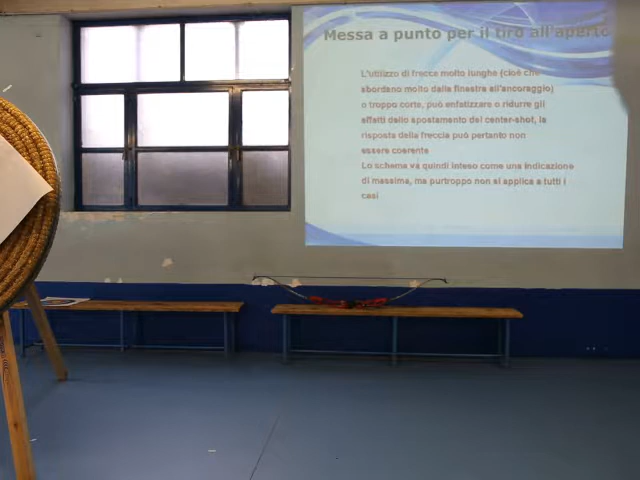 Messa a punto per il tiro all'aperto
L'utilizzo di frecce molto lunghe (cioè che
sbordano molto dalla finestra all'ancoraggio)
o troppo corte, può enfatizzare o ridurre gli
effetti dello spostamento del center-shot, la
risposta della freccia può pertanto non
essere coerente
Lo schema va quindi inteso come una indicazione
di massima, ma purtroppo non si applica a tutti i
casi